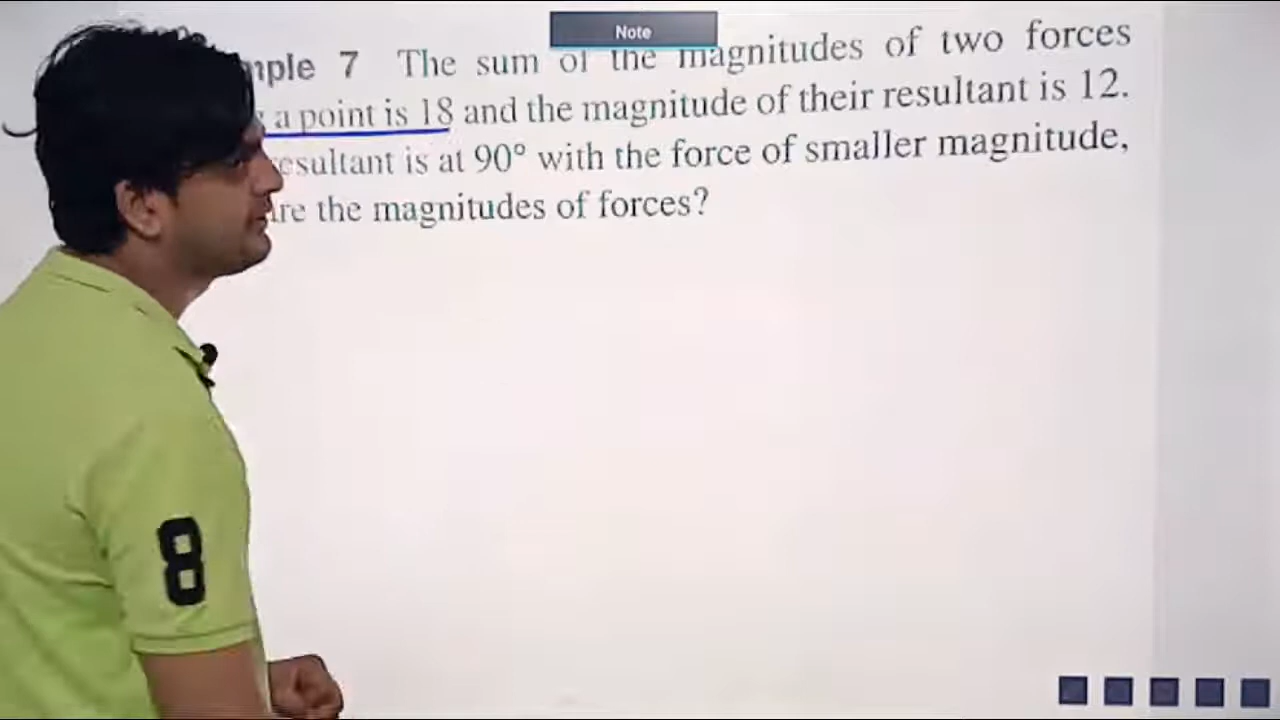 Note
mple 7 The sum of the magnitudes of two forces
a point is 18 and the magnitude of their resultant is 12.
esultant is at 90° with the force of smaller magnitude,
are the magnitudes of forces?
8